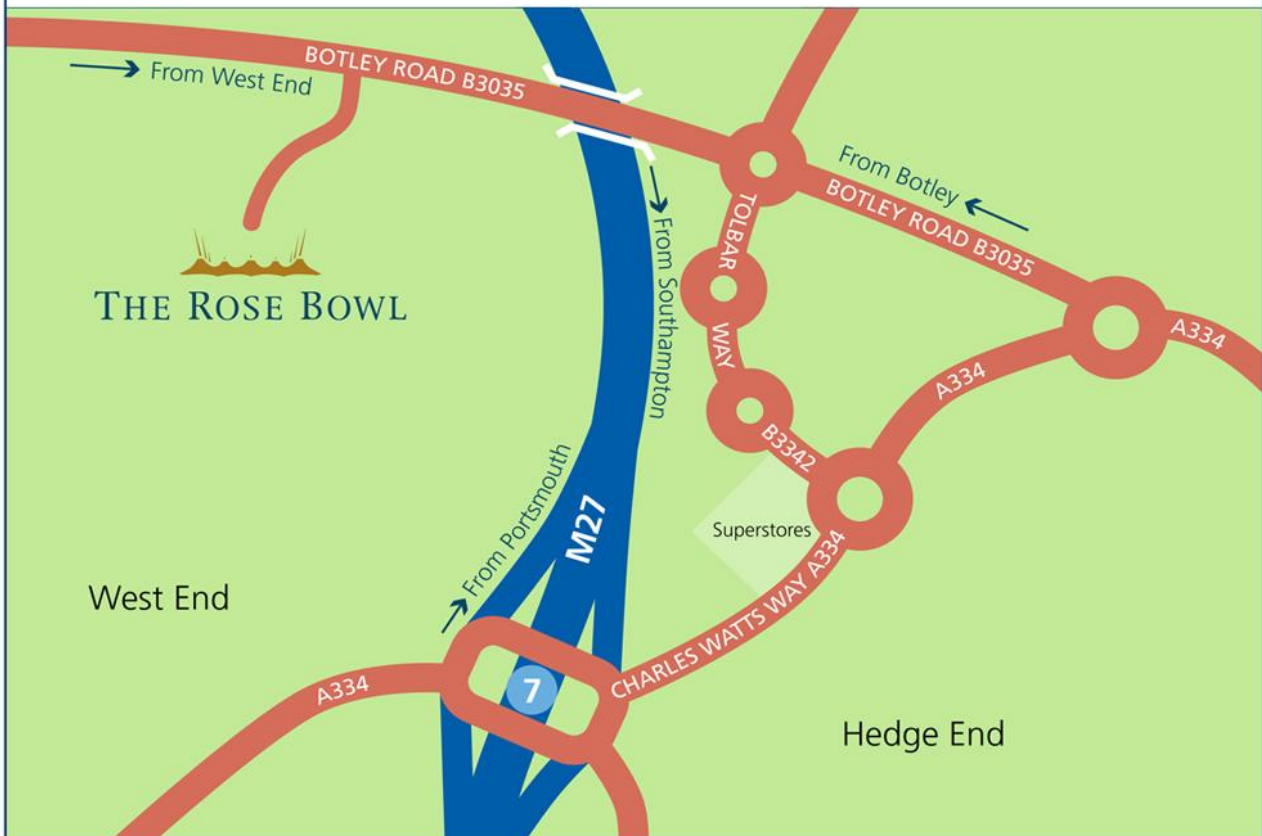 BOTLEY ROAD B3035
From West End
From Botley
BOTLEY ROAD B3035
TOLBAR WAY
From Southampton
THE ROSE BOWL
A334
A334
B3342
From Portsmouth
M27
Superstores
CHARLES WATTS WAY A334
West End
7
A334
Hedge End